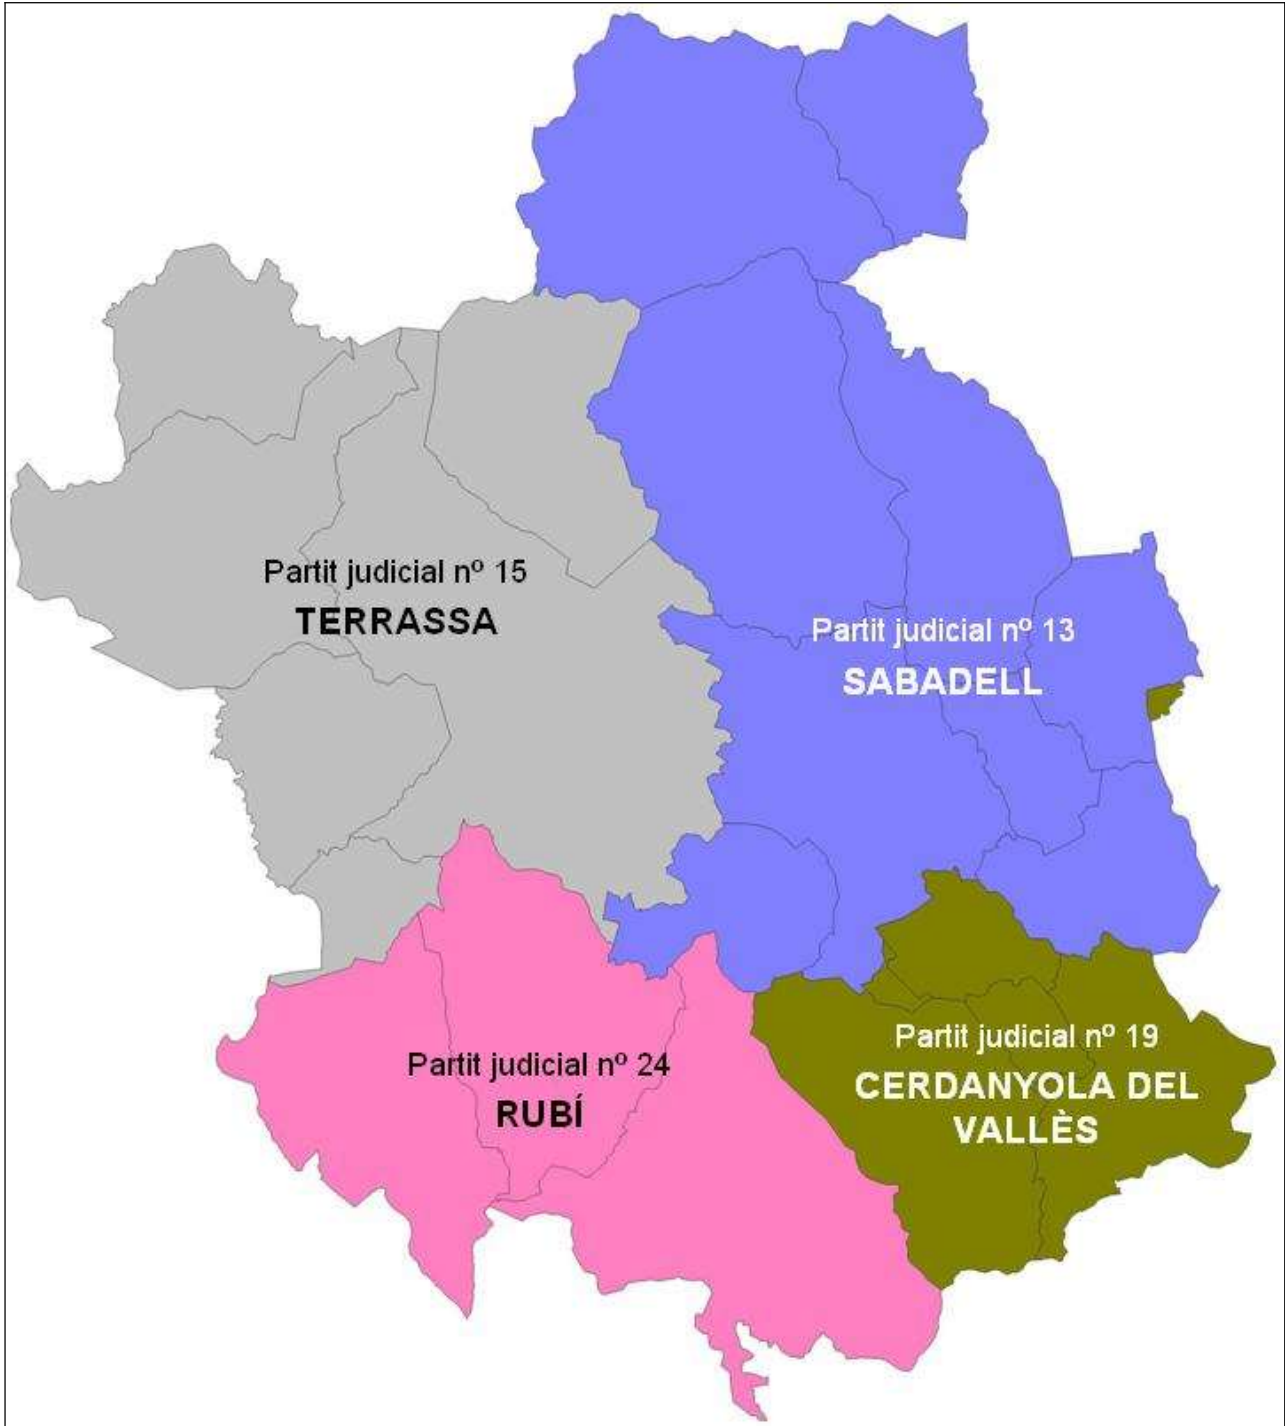 Partit judicial nº 15
TERRASSA
Partit judicial nº 13
SABADELL
Partit judicial nº 19
CERDANYOLA DEL
VALLÈS
Partit judicial nº 24
RUBÍ